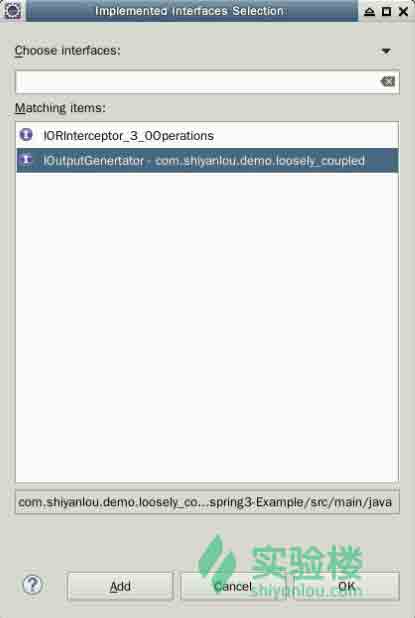 Implemented Interfaces Selection
Choose interfaces:
Matching items:
IORInterceptor_3_0Operations
IOutputGenertator - com.shiyanlou.demo.loosely_coupled
com.shiyanlou.demo.loosely_co...spring3-Example/src/main/java
实验楼
? Add Cancel OK
shiyanlou.com